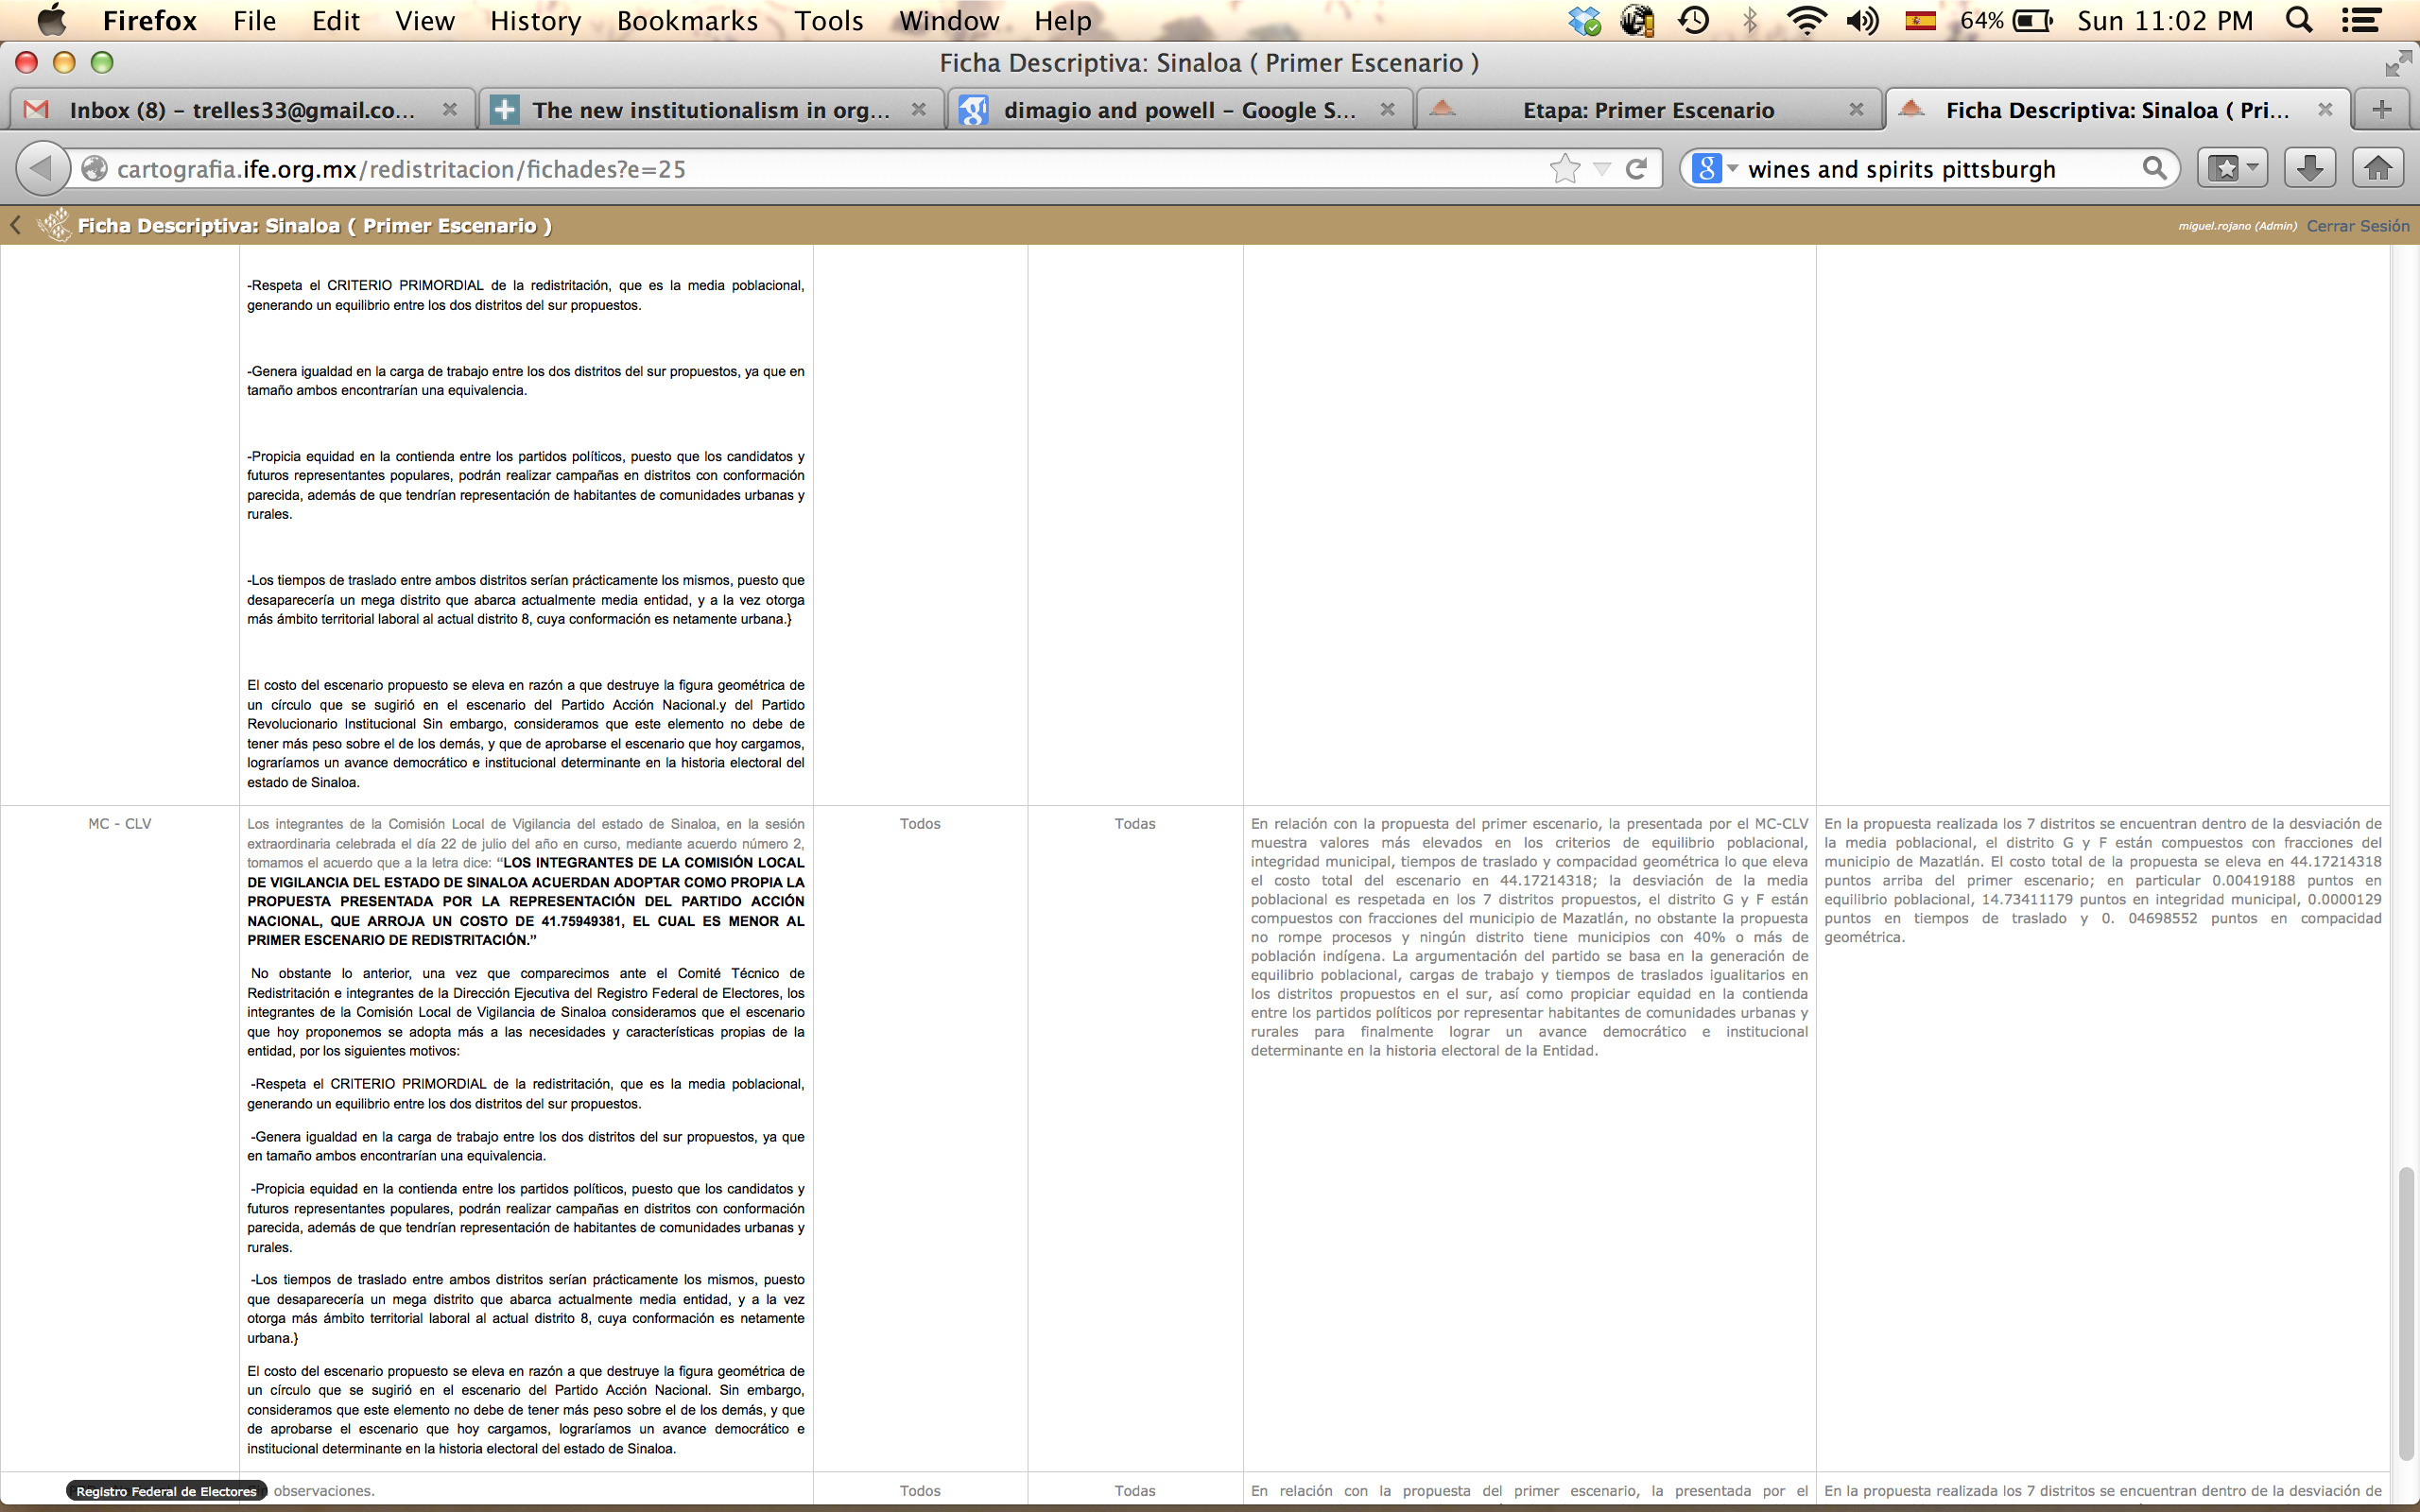 Firefox File Edit View History Bookmarks Tools Window Help 64% Sun 11:02 PM
Ficha Descriptiva: Sinaloa ( Primer Escenario )
Inbox (8) – trelles33@gmail.co... The new institutionalism in org... dimagio and powell – Google S... Etapa: Primer Escenario Ficha Descriptiva: Sinaloa ( Pri...
cartografia.ife.org.mx/redistritacion/fichades?e=25 wines and spirits pittsburgh
Ficha Descriptiva: Sinaloa ( Primer Escenario ) miguel.rojano (Admin) Cerrar Sesión
-Respeta el CRITERIO PRIMORDIAL de la redistritación, que es la media poblacional,
generando un equilibrio entre los dos distritos del sur propuestos.
-Genera igualdad en la carga de trabajo entre los dos distritos del sur propuestos, ya que en
tamaño ambos encontrarían una equivalencia.
-Propicia equidad en la contienda entre los partidos políticos, puesto que los candidatos y
futuros representantes populares, podrán realizar campañas en distritos con conformación
parecida, además de que tendrían representación de habitantes de comunidades urbanas y
rurales.
-Los tiempos de traslado entre ambos distritos serían prácticamente los mismos, puesto que
desaparecería un mega distrito que abarca actualmente media entidad, y a la vez otorga
más ámbito territorial laboral al actual distrito 8, cuya conformación es netamente urbana.}
El costo del escenario propuesto se eleva en razón a que destruye la figura geométrica de
un círculo que se sugirió en el escenario del Partido Acción Nacional.y del Partido
Revolucionario Institucional Sin embargo, consideramos que este elemento no debe de
tener más peso sobre el de los demás, y que de aprobarse el escenario que hoy cargamos,
lograríamos un avance democrático e institucional determinante en la historia electoral del
estado de Sinaloa.
MC - CLV
Los integrantes de la Comisión Local de Vigilancia del estado de Sinaloa, en la sesión
extraordinaria celebrada el día 22 de julio del año en curso, mediante acuerdo número 2,
tomamos el acuerdo que a la letra dice: “LOS INTEGRANTES DE LA COMISIÓN LOCAL
DE VIGILANCIA DEL ESTADO DE SINALOA ACUERDAN ADOPTAR COMO PROPIA LA
PROPUESTA PRESENTADA POR LA REPRESENTACIÓN DEL PARTIDO ACCIÓN
NACIONAL, QUE ARROJA UN COSTO DE 41.75949381, EL CUAL ES MENOR AL
PRIMER ESCENARIO DE REDISTRITACIÓN.”
No obstante lo anterior, una vez que comparecimos ante el Comité Técnico de
Redistritación e integrantes de la Dirección Ejecutiva del Registro Federal de Electores, los
integrantes de la Comisión Local de Vigilancia de Sinaloa consideramos que el escenario
que hoy proponemos se adopta más a las necesidades y características propias de la
entidad, por los siguientes motivos:
-Respeta el CRITERIO PRIMORDIAL de la redistritación, que es la media poblacional,
generando un equilibrio entre los dos distritos del sur propuestos.
-Genera igualdad en la carga de trabajo entre los dos distritos del sur propuestos, ya que
en tamaño ambos encontrarían una equivalencia.
-Propicia equidad en la contienda entre los partidos políticos, puesto que los candidatos y
futuros representantes populares, podrán realizar campañas en distritos con conformación
parecida, además de que tendrían representación de habitantes de comunidades urbanas y
rurales.
-Los tiempos de traslado entre ambos distritos serían prácticamente los mismos, puesto
que desaparecería un mega distrito que abarca actualmente media entidad, y a la vez
otorga más ámbito territorial laboral al actual distrito 8, cuya conformación es netamente
urbana.}
El costo del escenario propuesto se eleva en razón a que destruye la figura geométrica de
un círculo que se sugirió en el escenario del Partido Acción Nacional. Sin embargo,
consideramos que este elemento no debe de tener más peso sobre el de los demás, y que
de aprobarse el escenario que hoy cargamos, lograríamos un avance democrático e
institucional determinante en la historia electoral del estado de Sinaloa.
Todos
Todas
En relación con la propuesta del primer escenario, la presentada por el MC-CLV
muestra valores más elevados en los criterios de equilibrio poblacional,
integridad municipal, tiempos de traslado y compacidad geométrica lo que eleva
el costo total del escenario en 44.17214318; la desviación de la media
poblacional es respetada en los 7 distritos propuestos, el distrito G y F están
compuestos con fracciones del municipio de Mazatlán, no obstante la propuesta
no rompe procesos y ningún distrito tiene municipios con 40% o más de
población indígena. La argumentación del partido se basa en la generación de
equilibrio poblacional, cargas de trabajo y tiempos de traslados igualitarios en
los distritos propuestos en el sur, así como propiciar equidad en la contienda
entre los partidos políticos por representar habitantes de comunidades urbanas y
rurales para finalmente lograr un avance democrático e institucional
determinante en la historia electoral de la Entidad.
En la propuesta realizada los 7 distritos se encuentran dentro de la desviación de
la media poblacional, el distrito G y F están compuestos con fracciones del
municipio de Mazatlán. El costo total de la propuesta se eleva en 44.17214318
puntos arriba del primer escenario; en particular 0.00419188 puntos en
equilibrio poblacional, 14.73411179 puntos en integridad municipal, 0.0000129
puntos en tiempos de traslado y 0. 04698552 puntos en compacidad
geométrica.
Registro Federal de Electores observaciones. Todos Todas
En relación con la propuesta del primer escenario, la presentada por el
En la propuesta realizada los 7 distritos se encuentran dentro de la desviación de